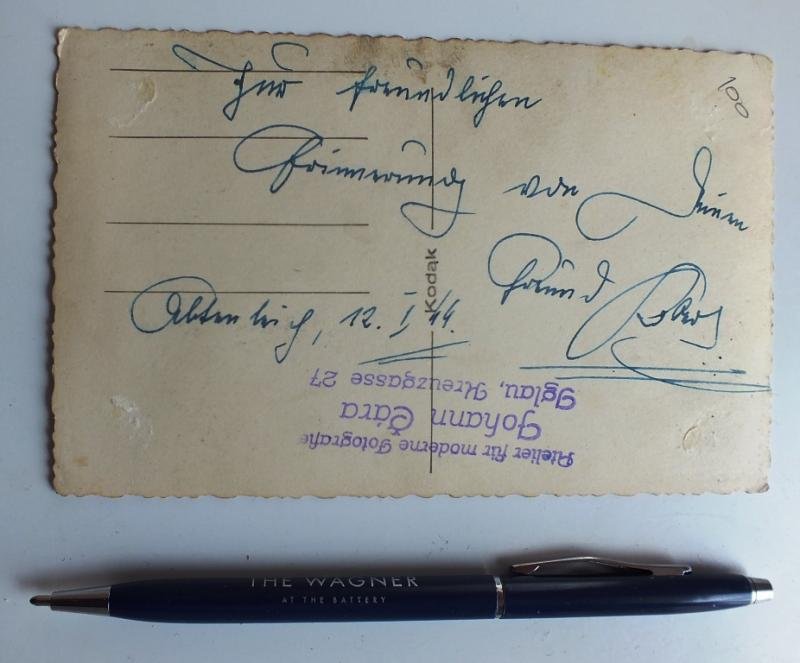 Zur freundlichen
Erinnerung von Deinem
Freund
12. I. 44.
100
Kodak
Atelier für moderne Fotografie
Johann Čára
Iglau, Kreuzgasse 27
THE WAGNER
AT THE BATTERY